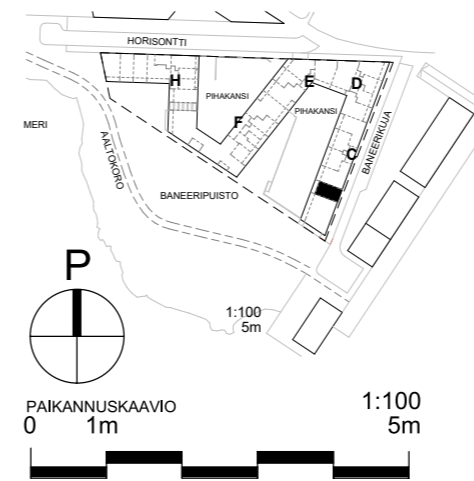 HORISONTTI
H
E
D
PIHAKANSI
PIHAKANSI
MERI
AALTOKORO
F
C
BANEERIKUJA
BANEERIPUISTO
P
1:100
5m
PAIKANNUSKAAVIO
1:100
0 1m 5m